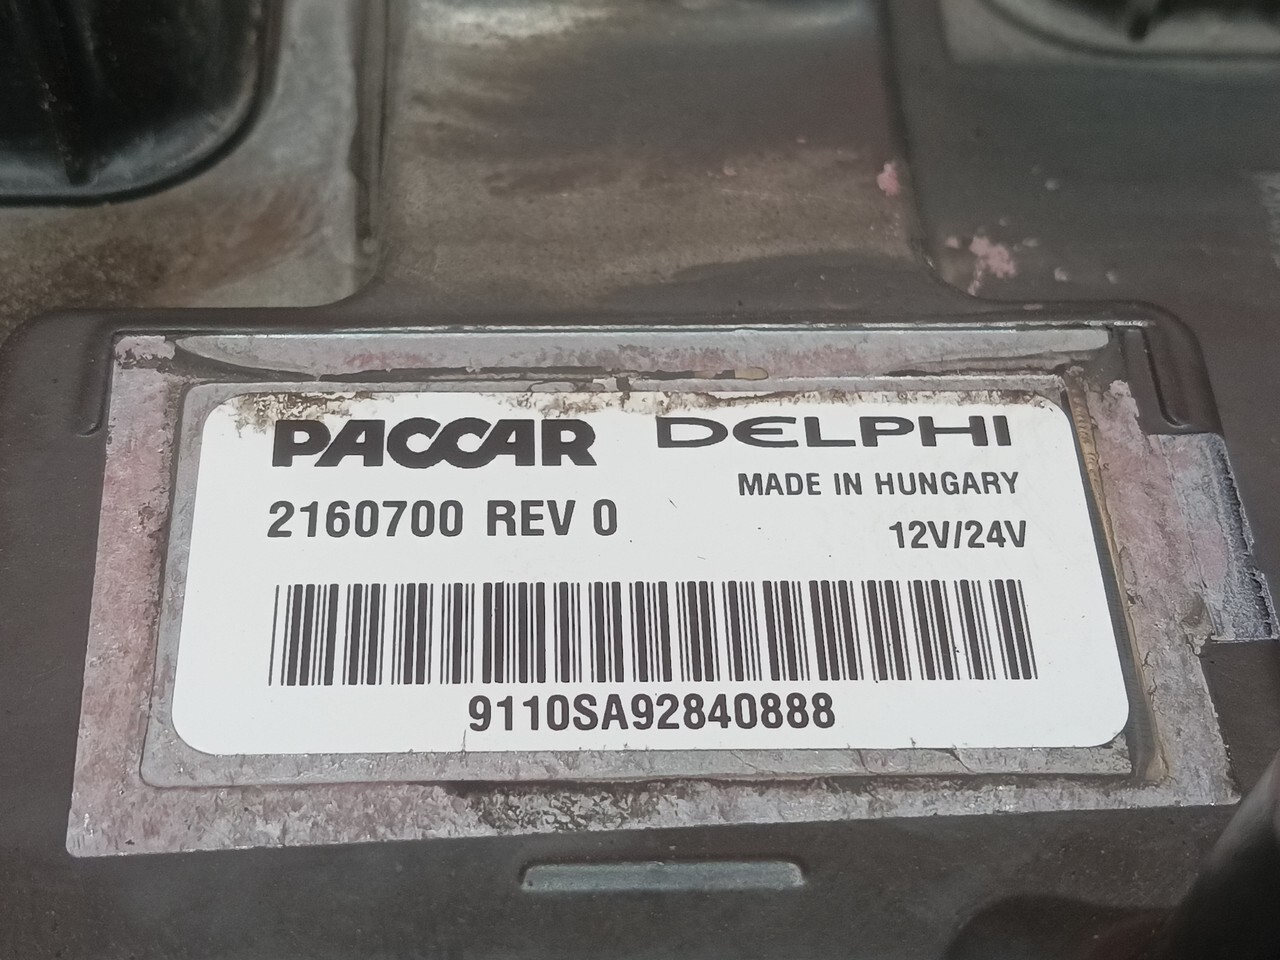 PACCAR DELPHI
MADE IN HUNGARY
2160700 REV 0
12V/24V
9110SA92840888